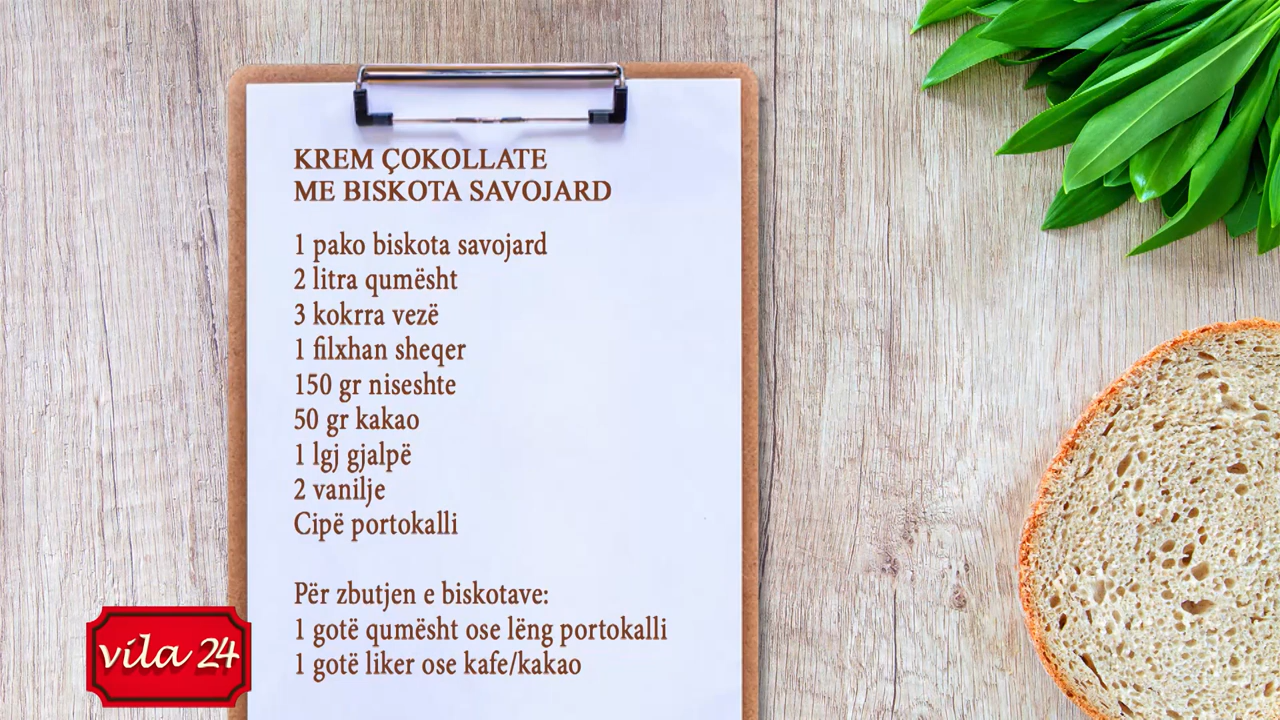 KREM ÇOKOLLATE
ME BISKOTA SAVOJARD
1 pako biskota savojard
2 litra qumësht
3 kokrra vezë
1 filxhan sheqer
150 gr niseshte
50 gr kakao
1 lgj gjalpë
2 vanilje
Cipë portokalli
Për zbutjen e biskotave:
1 gotë qumësht ose lëng portokalli
1 gotë liker ose kafe/kakao
vila 24